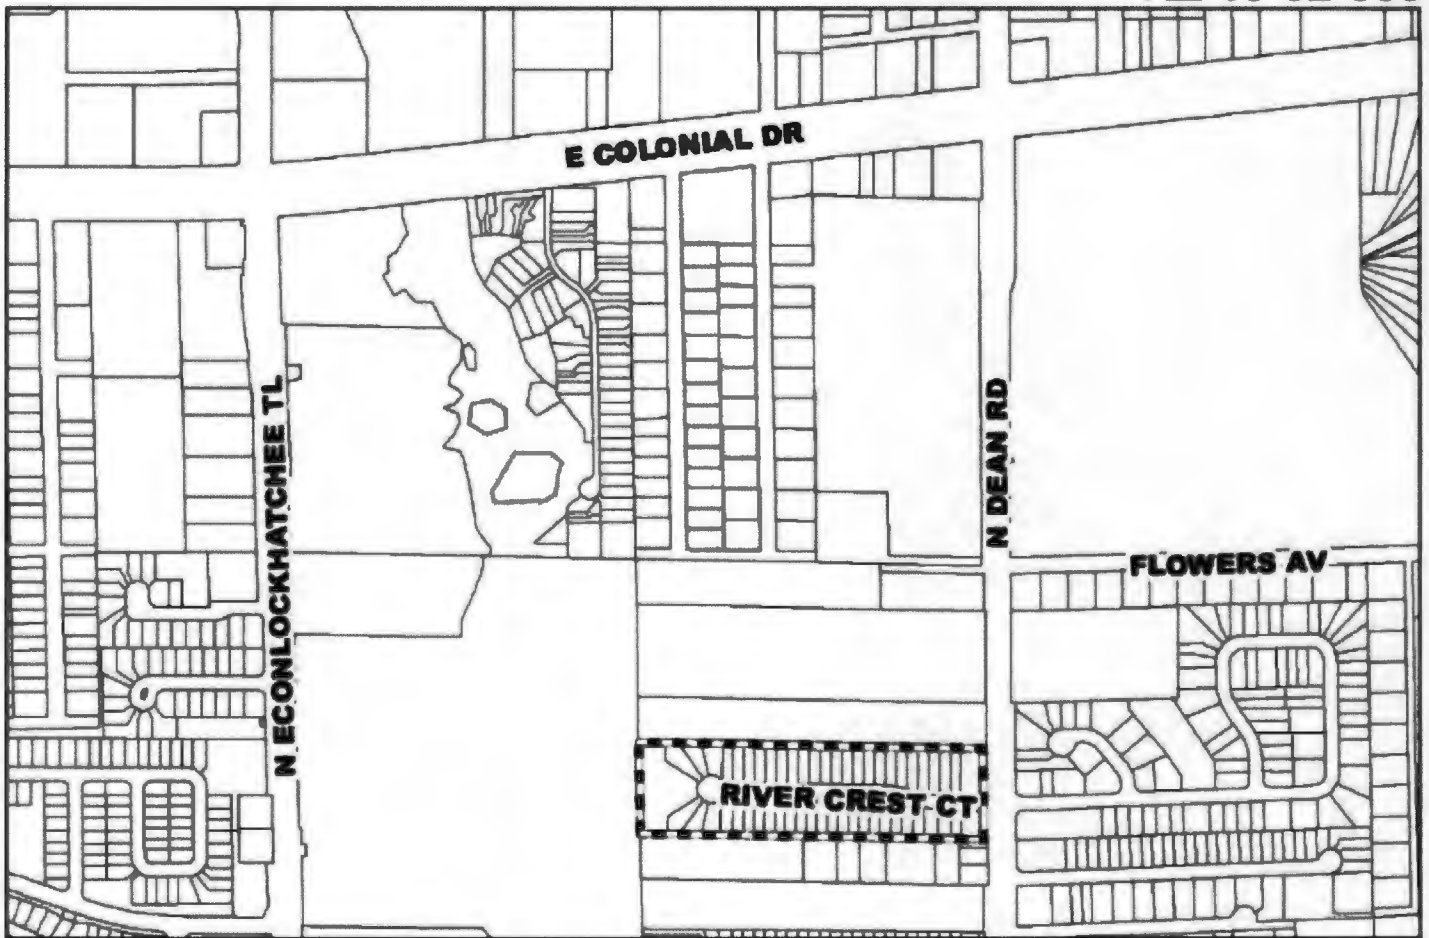 E COLONIAL DR
N ECONLOCKHATCHEE TL
N DEAN RD
FLOWERS AV
RIVER CREST CT